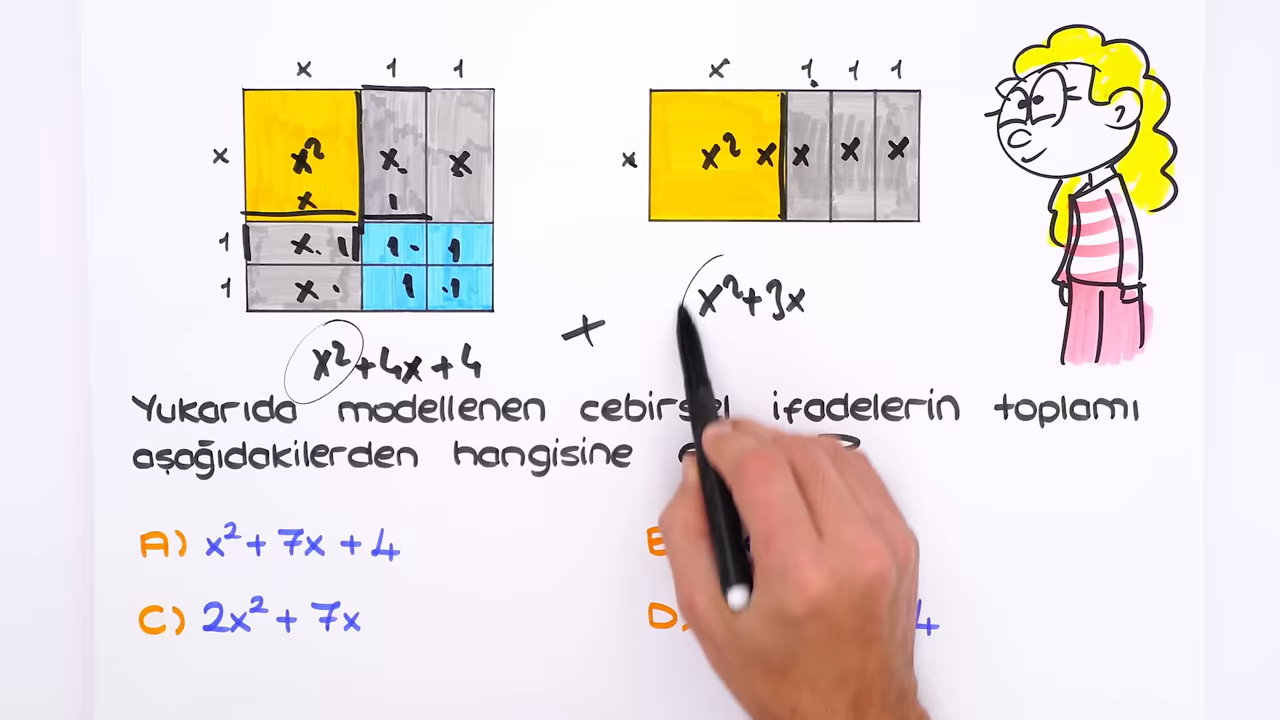 x 1 1
x x² x. x
x 1
1 x. 1 1. 1
1 x. 1 .1
x²+4x+4
x 1. 1 1
x x² x x x x
+
x²+3x
Yukarıda modellenen cebirsel ifadelerin toplamı
aşağıdakilerden hangisine ?
A) x² + 7x + 4
C) 2x² + 7x
D) 4